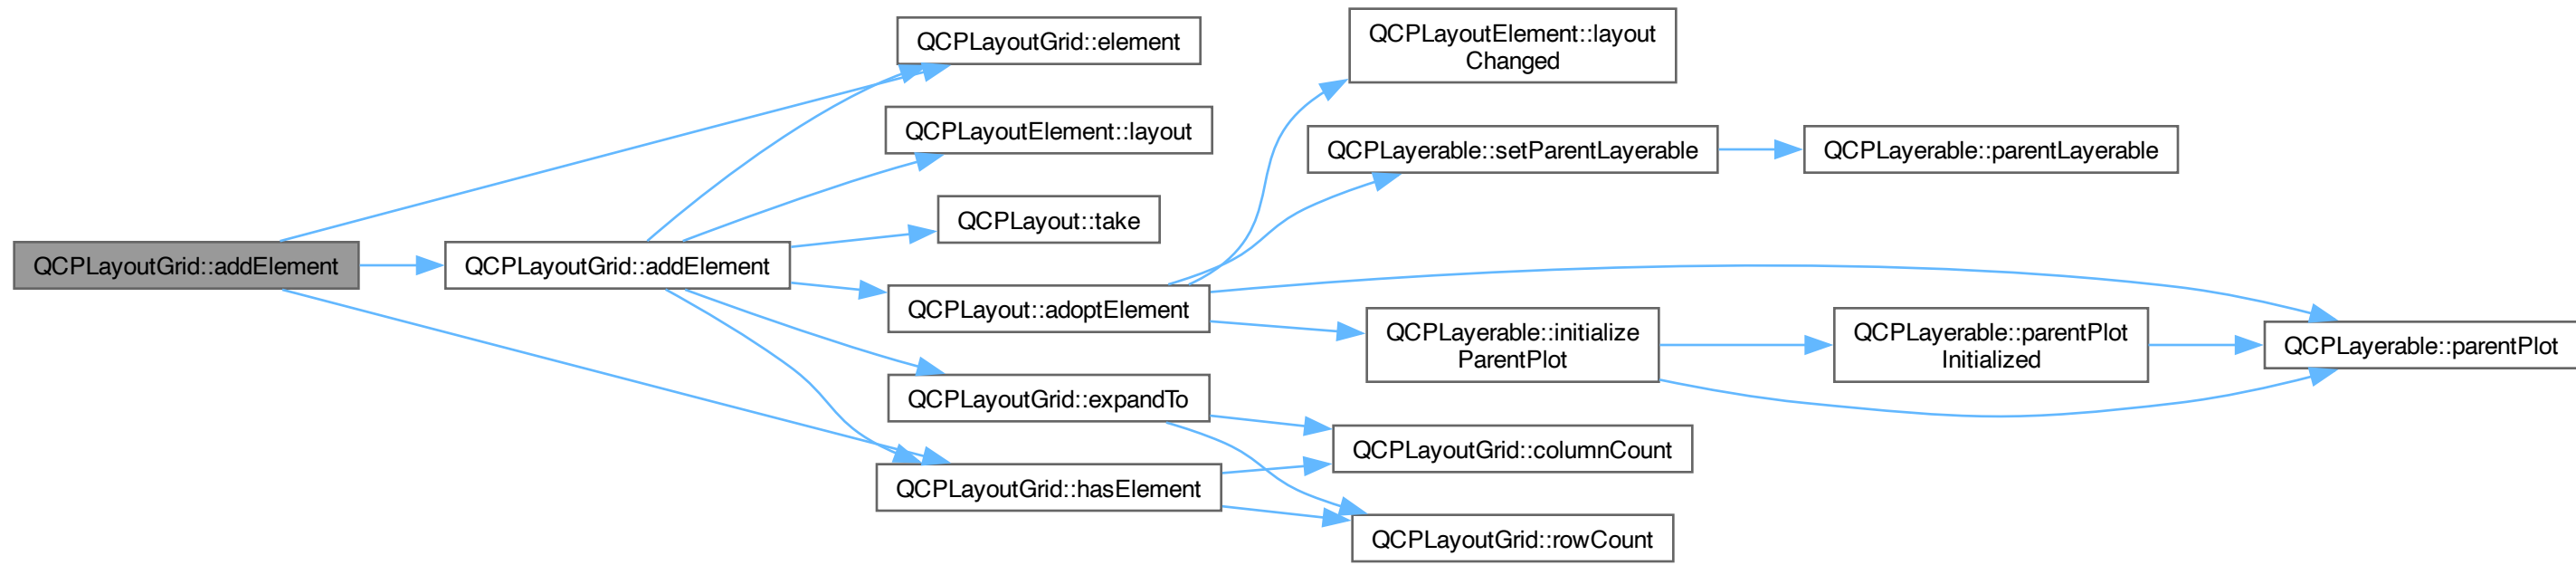 QCPLayoutGrid::addElement
QCPLayoutGrid::addElement
QCPLayoutGrid::element
QCPLayoutElement::layout
QCPLayout::take
QCPLayout::adoptElement
QCPLayoutGrid::expandTo
QCPLayoutGrid::hasElement
QCPLayoutElement::layout
Changed
QCPLayerable::setParentLayerable
QCPLayerable::initialize
ParentPlot
QCPLayoutGrid::columnCount
QCPLayoutGrid::rowCount
QCPLayerable::parentLayerable
QCPLayerable::parentPlot
Initialized
QCPLayerable::parentPlot